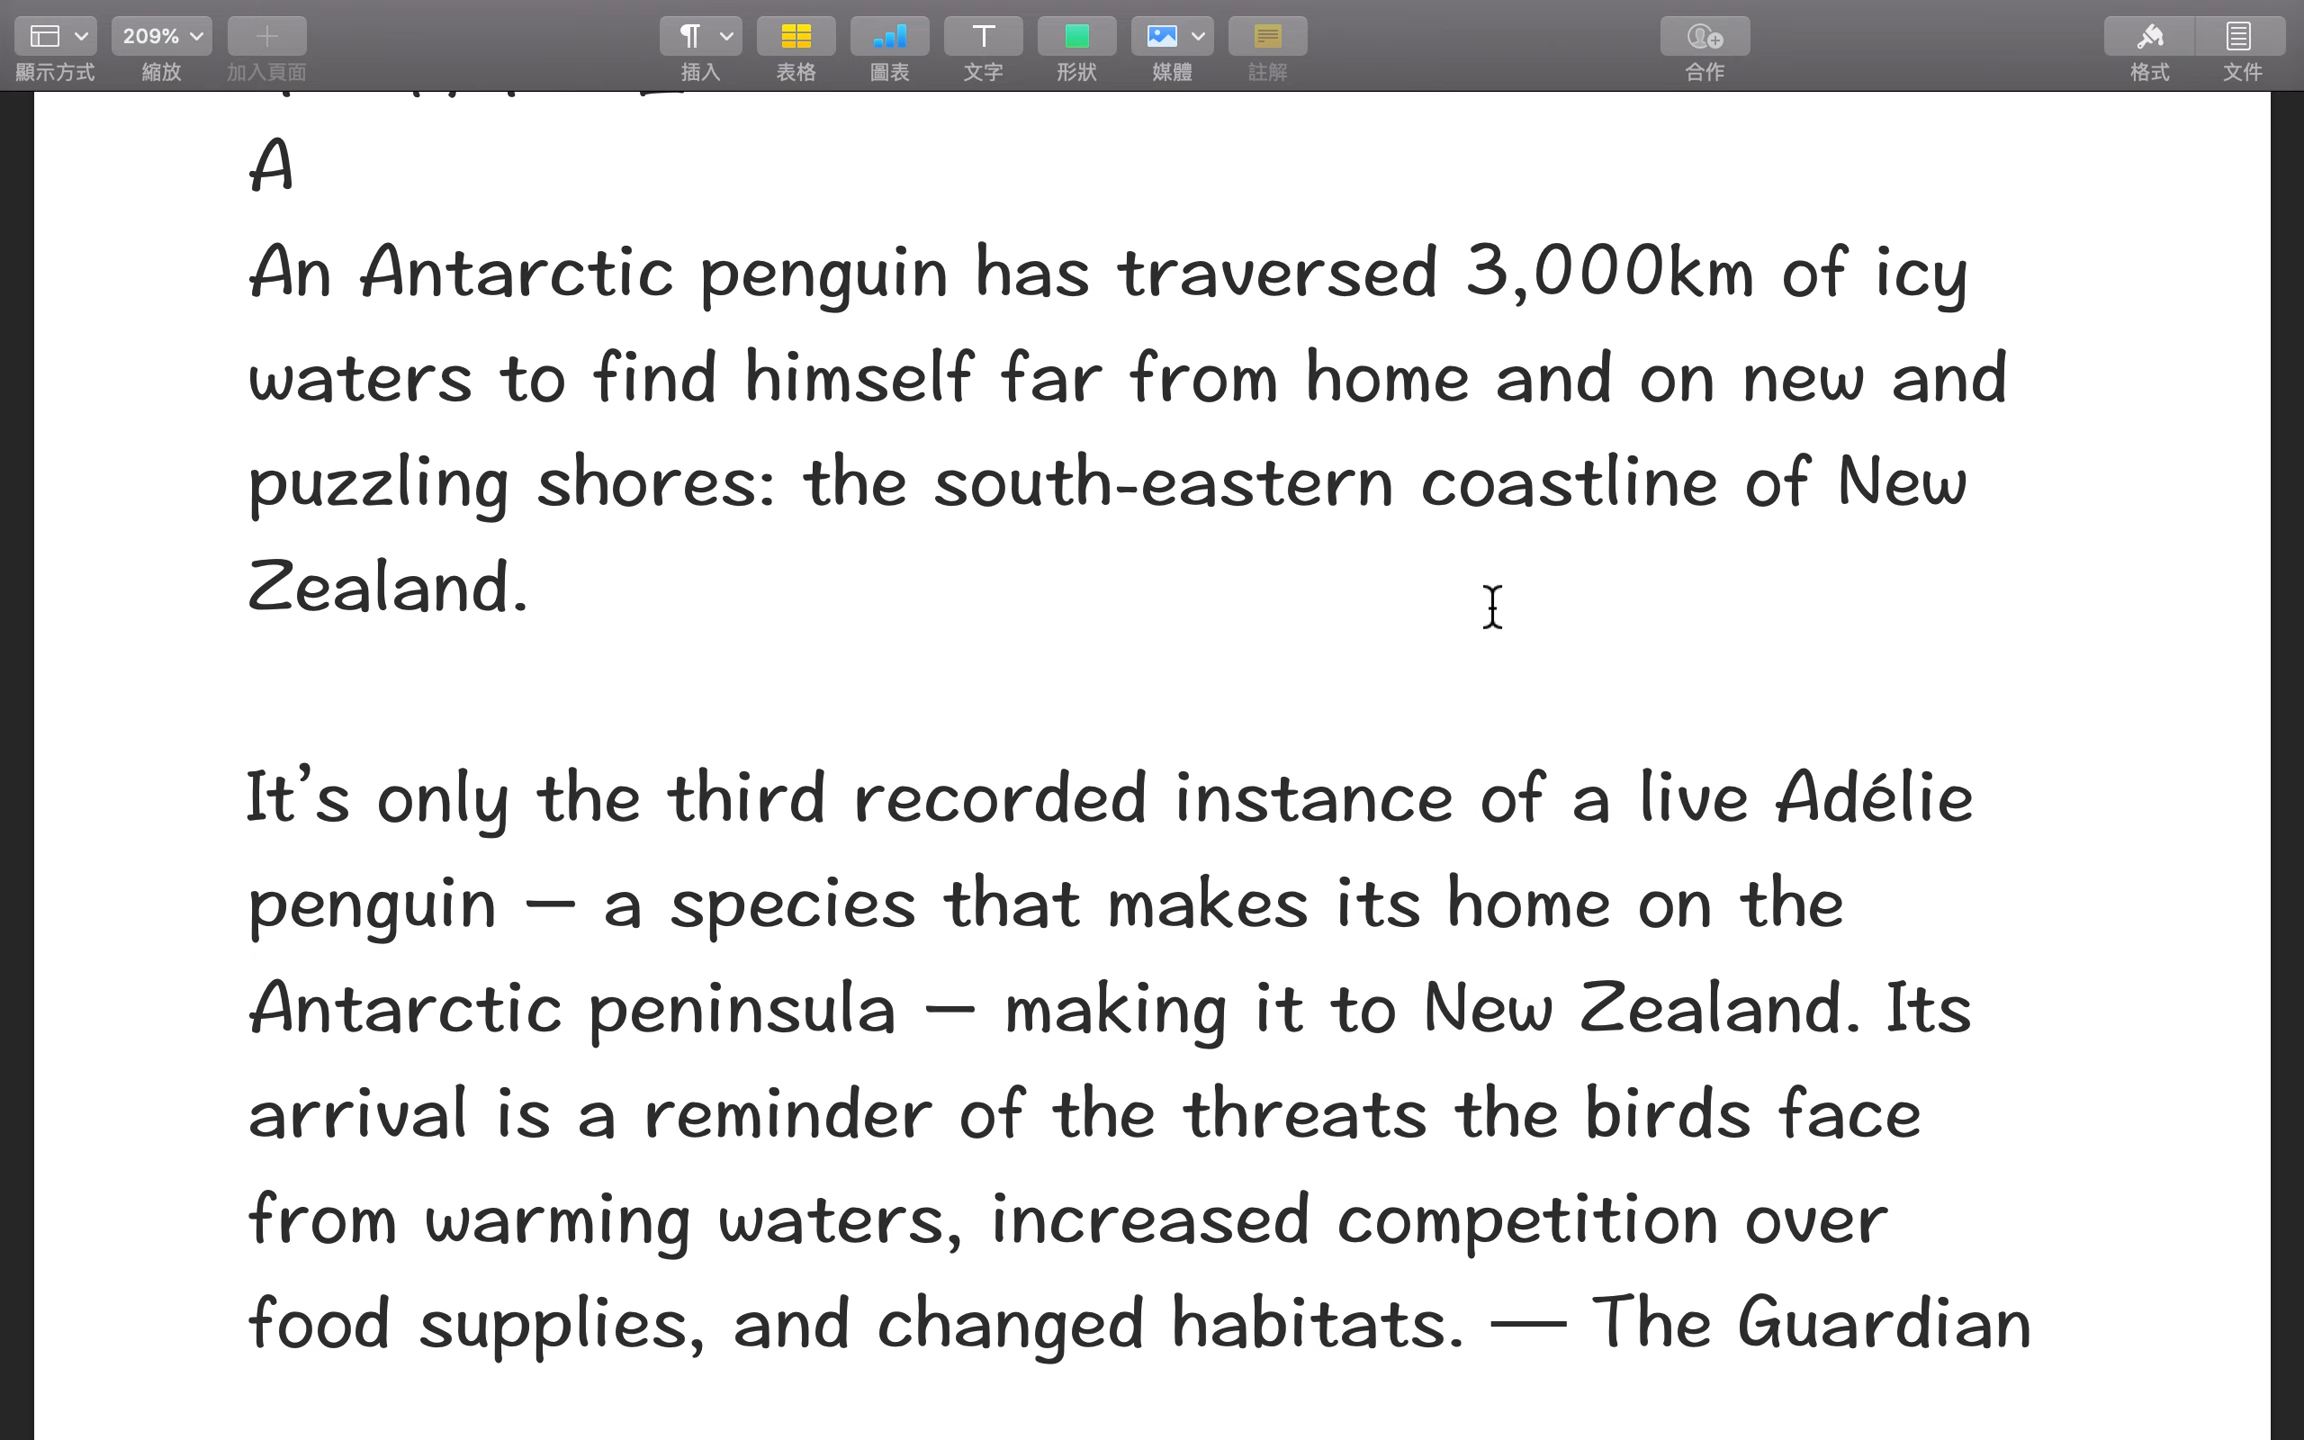 209%
顯示方式
縮放
加入頁面
插入
表格
圖表
文字
形狀
媒體
註解
合作
格式
文件
A
An Antarctic penguin has traversed 3,000km of icy
waters to find himself far from home and on new and
puzzling shores: the south-eastern coastline of New
Zealand.
It’s only the third recorded instance of a live Adélie
penguin – a species that makes its home on the
Antarctic peninsula – making it to New Zealand. Its
arrival is a reminder of the threats the birds face
from warming waters, increased competition over
food supplies, and changed habitats. — The Guardian